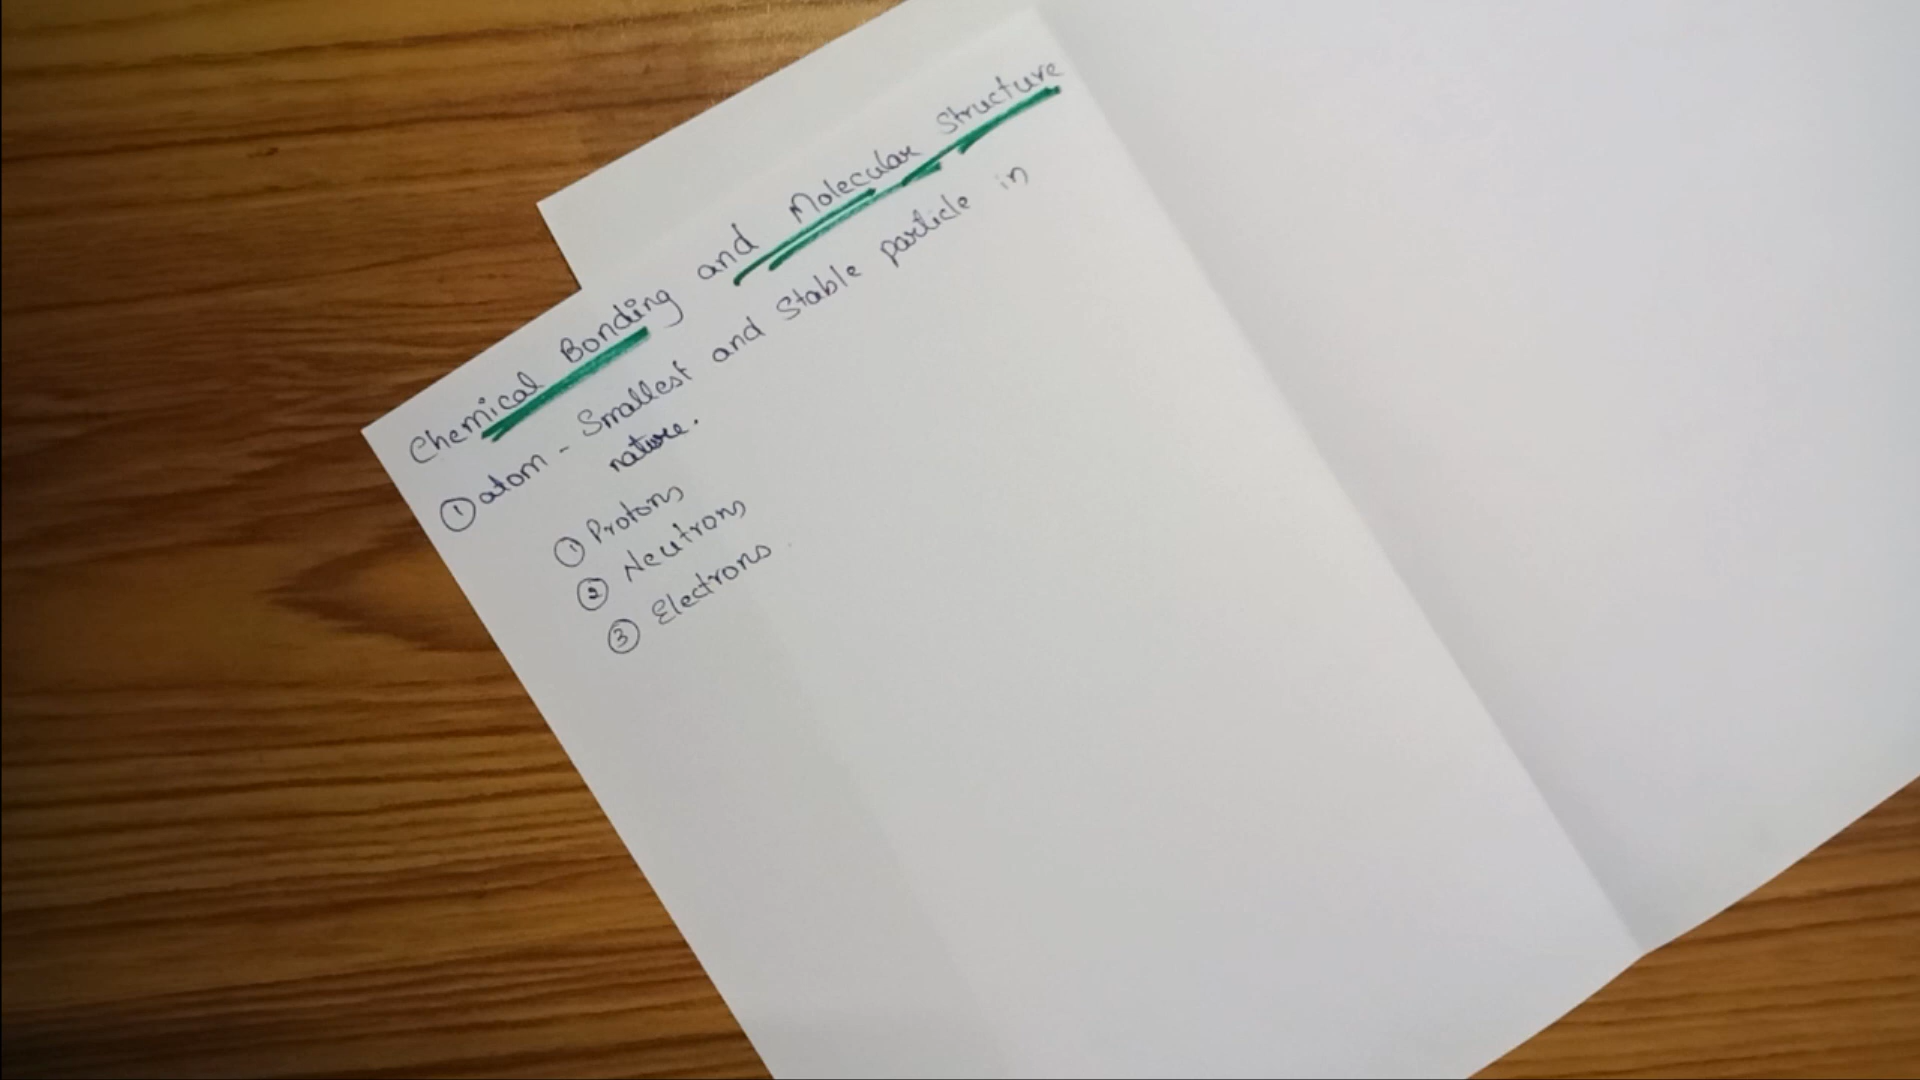 Chemical Bonding and Molecular Structure
① atom - Smallest and Stable particle in
nature.
① Protons
② Neutrons
③ Electrons